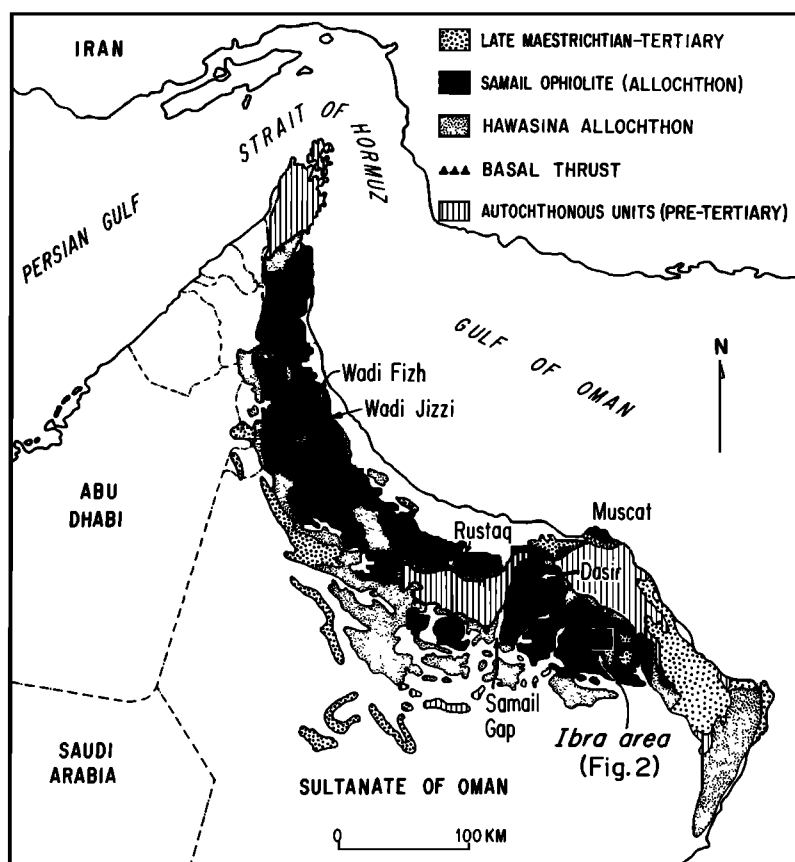 IRAN
LATE MAESTRICHTIAN-TERTIARY
SAMAIL OPHIOLITE (ALLOCHTHON)
HAWASINA ALLOCHTHON
BASAL THRUST
AUTOCHTHONOUS UNITS (PRE-TERTIARY)
STRAIT OF HORMUZ
PERSIAN GULF
GULF OF OMAN
N
Wadi Fizh
Wadi Jizzi
ABU
DHABI
Rustaq
Muscat
Dasir
Samail
Gap
Ibra area
(Fig. 2)
SAUDI
ARABIA
SULTANATE OF OMAN
0 100 KM